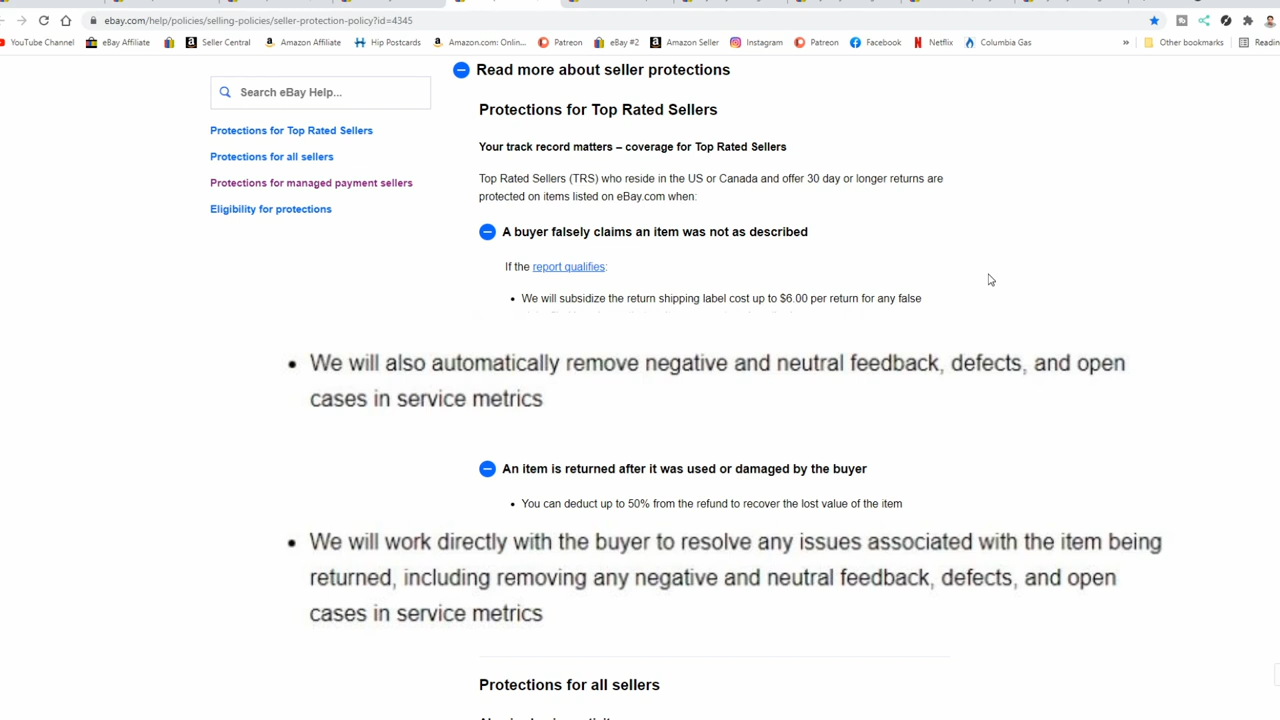 ebay.com/help/policies/selling-policies/seller-protection-policy?id=4345
YouTube Channel eBay Affiliate Seller Central Amazon Affiliate Hip Postcards Amazon.com: Onlin... Patreon eBay #2 Amazon Seller Instagram Patreon Facebook Netflix Columbia Gas » Other bookmarks Readin
Read more about seller protections
Search eBay Help...
Protections for Top Rated Sellers
Protections for all sellers
Protections for managed payment sellers
Eligibility for protections
Protections for Top Rated Sellers
Your track record matters – coverage for Top Rated Sellers
Top Rated Sellers (TRS) who reside in the US or Canada and offer 30 day or longer returns are
protected on items listed on eBay.com when:
A buyer falsely claims an item was not as described
If the report qualifies:
• We will subsidize the return shipping label cost up to $6.00 per return for any false
• We will also automatically remove negative and neutral feedback, defects, and open
cases in service metrics
An item is returned after it was used or damaged by the buyer
• You can deduct up to 50% from the refund to recover the lost value of the item
• We will work directly with the buyer to resolve any issues associated with the item being
returned, including removing any negative and neutral feedback, defects, and open
cases in service metrics
Protections for all sellers